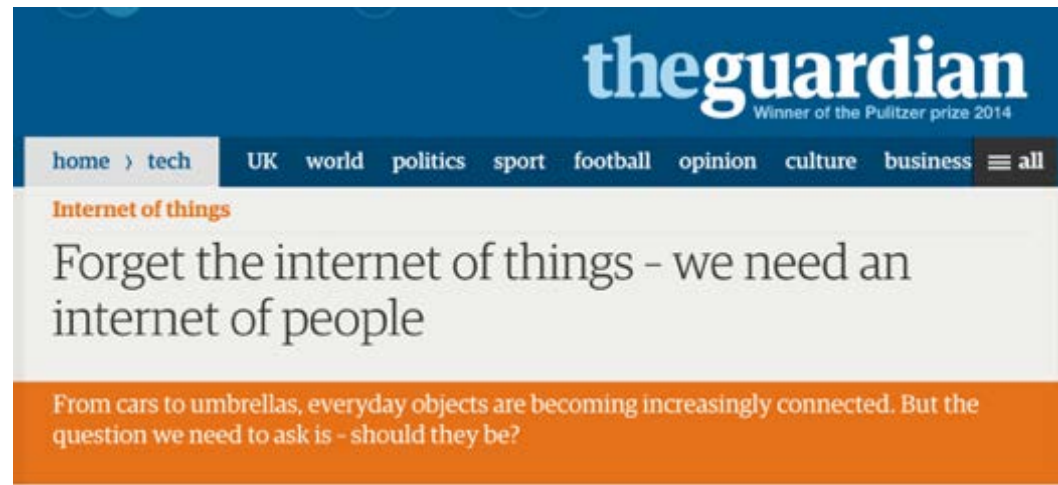 theguardian
Winner of the Pulitzer prize 2014
home › tech UK world politics sport football opinion culture business ≡ all
Internet of things
Forget the internet of things – we need an
internet of people
From cars to umbrellas, everyday objects are becoming increasingly connected. But the
question we need to ask is – should they be?